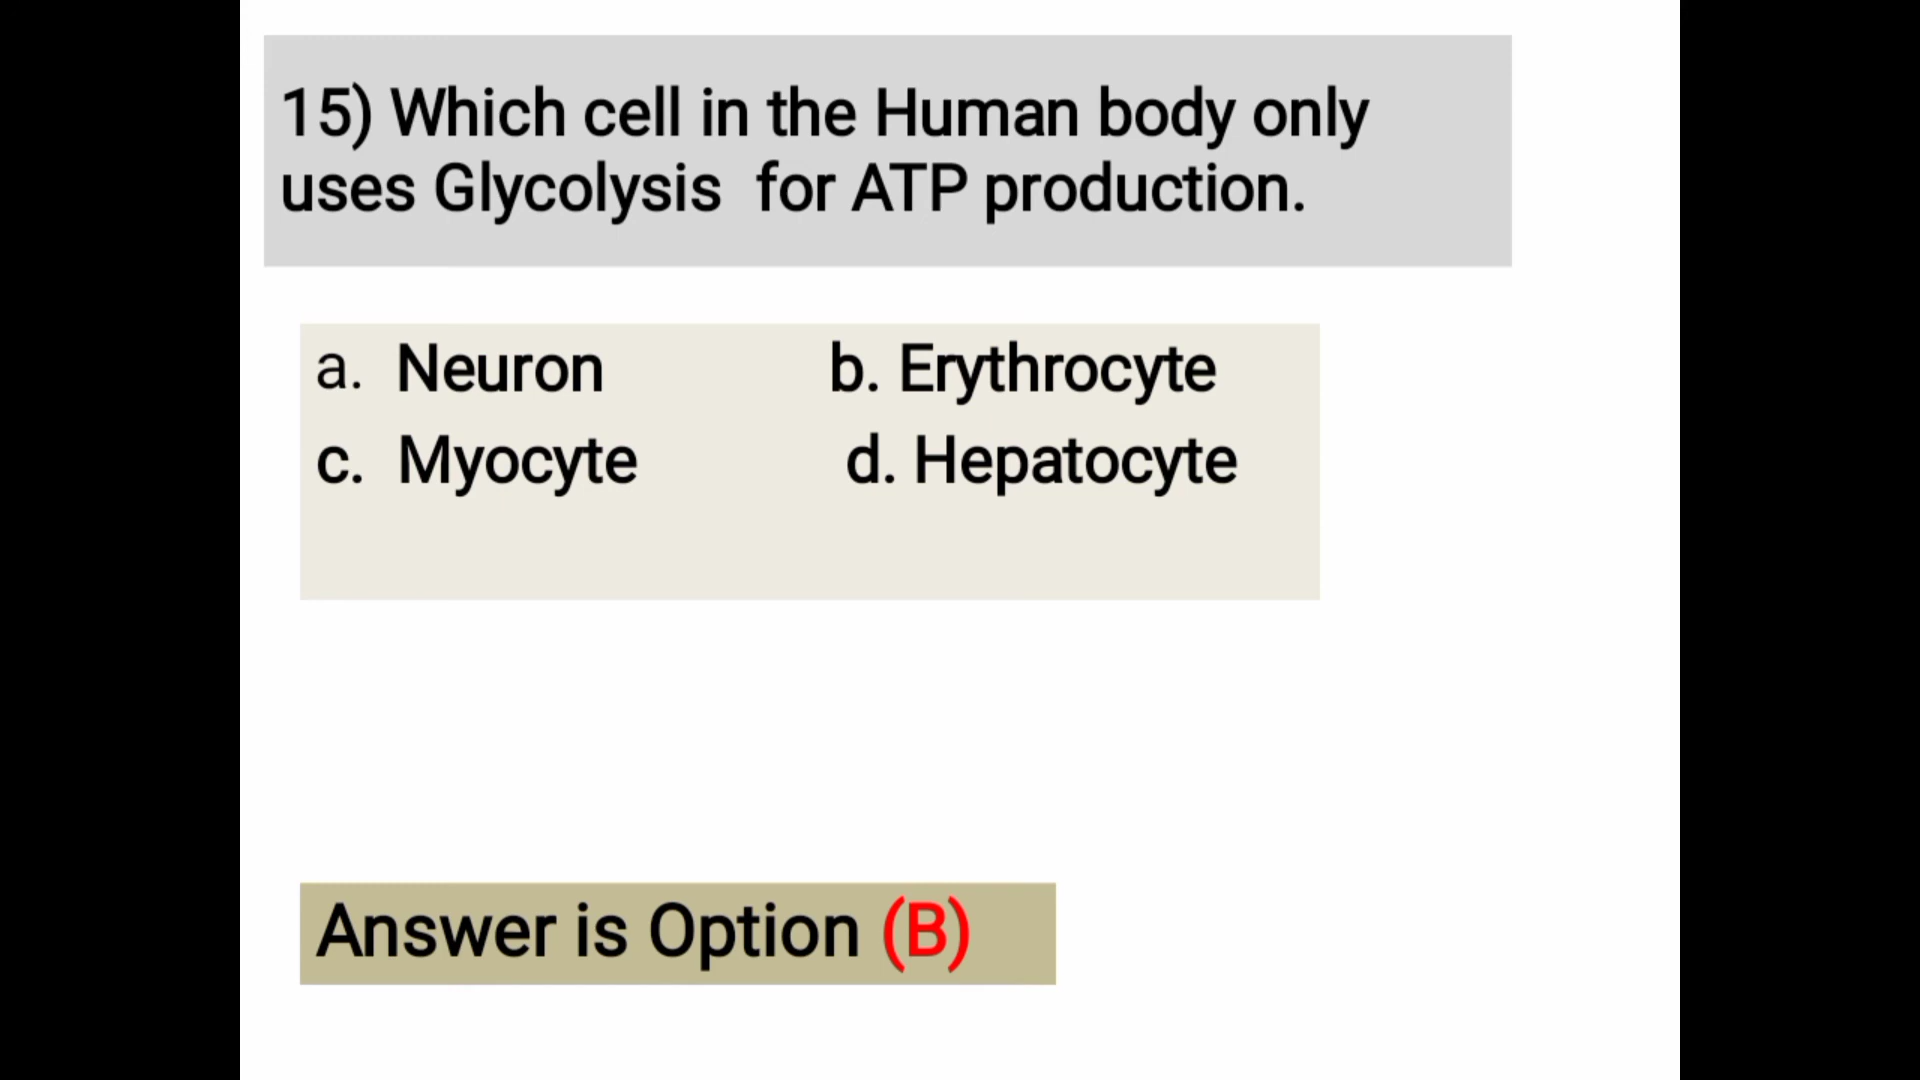 15) Which cell in the Human body only
uses Glycolysis  for ATP production.
a. Neuron b. Erythrocyte
c. Myocyte d. Hepatocyte
Answer is Option (B)